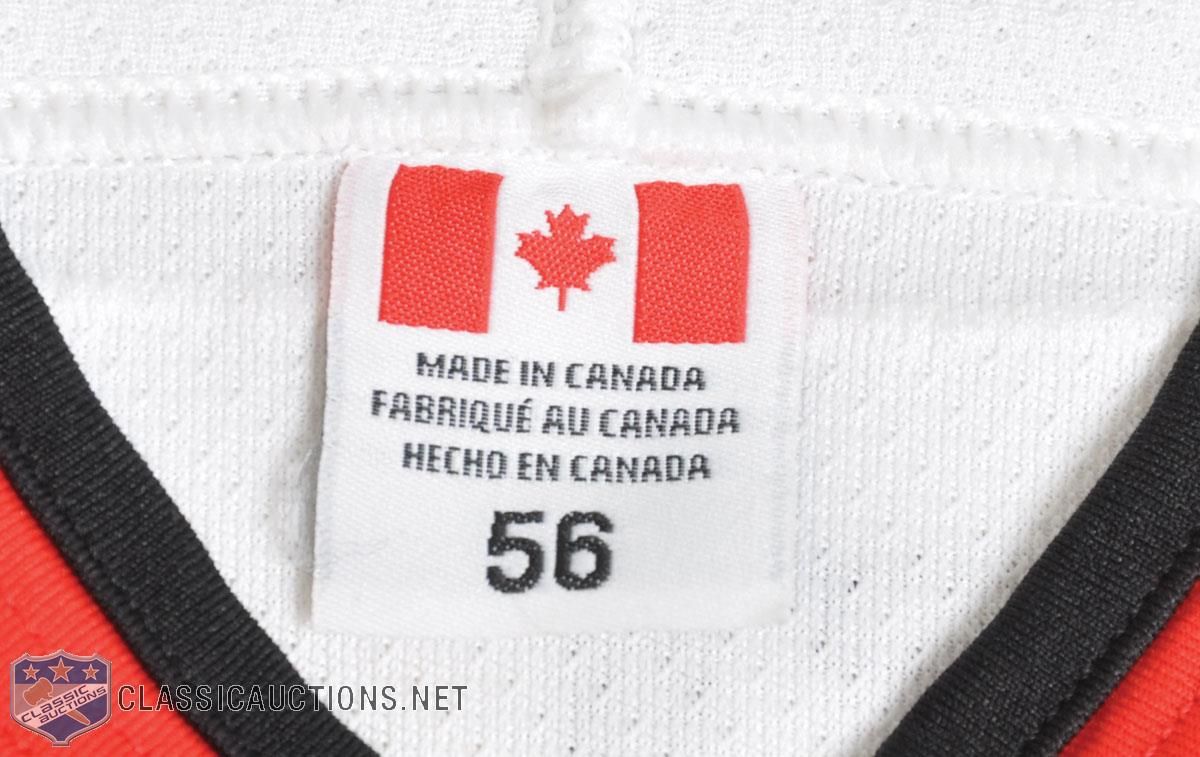 MADE IN CANADA
FABRIQUÉ AU CANADA
HECHO EN CANADA
56
CLASSIC
AUCTIONS
CLASSICAUCTIONS.NET